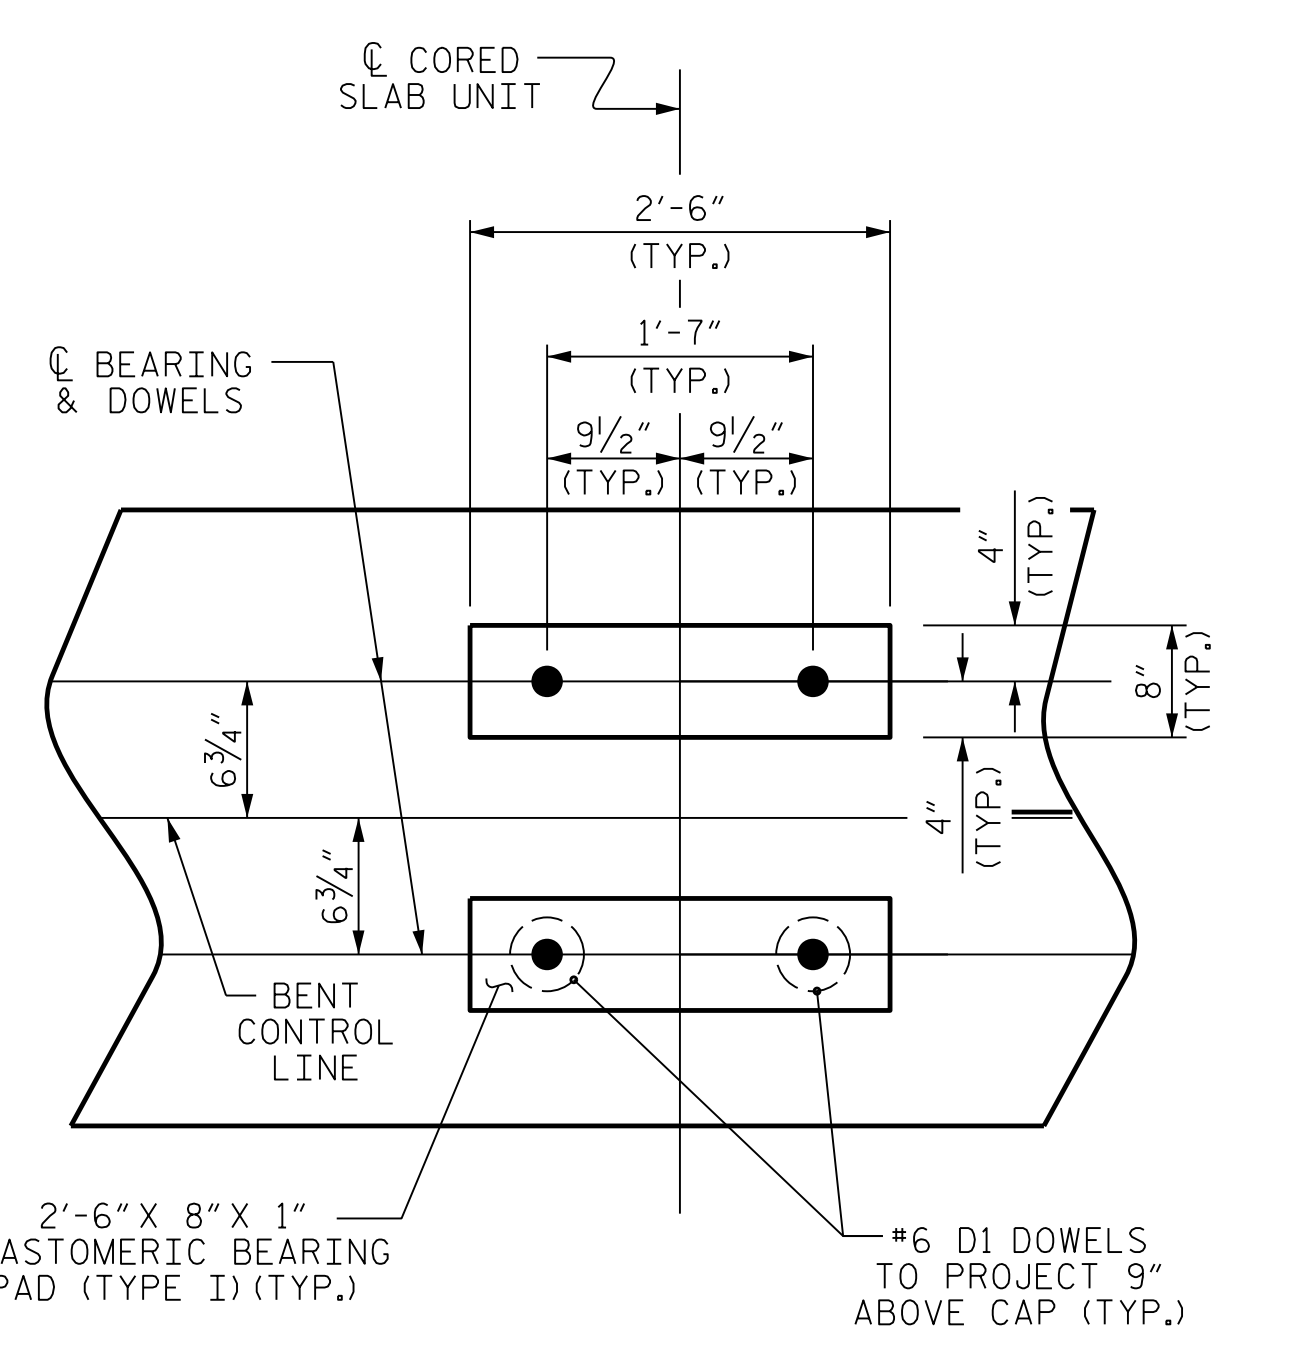 ℄ CORED
SLAB UNIT
2'-6"
(TYP.)
1'-7"
(TYP.)
℄ BEARING
& DOWELS
9½" 9½"
(TYP.) (TYP.)
4"
(TYP.)
8"
(TYP.)
6¾"
4"
(TYP.)
6¾"
BENT
CONTROL
LINE
2'-6" X 8" X 1"
ASTOMERIC BEARING
PAD (TYPE I)(TYP.)
#6 D1 DOWELS
TO PROJECT 9"
ABOVE CAP (TYP.)